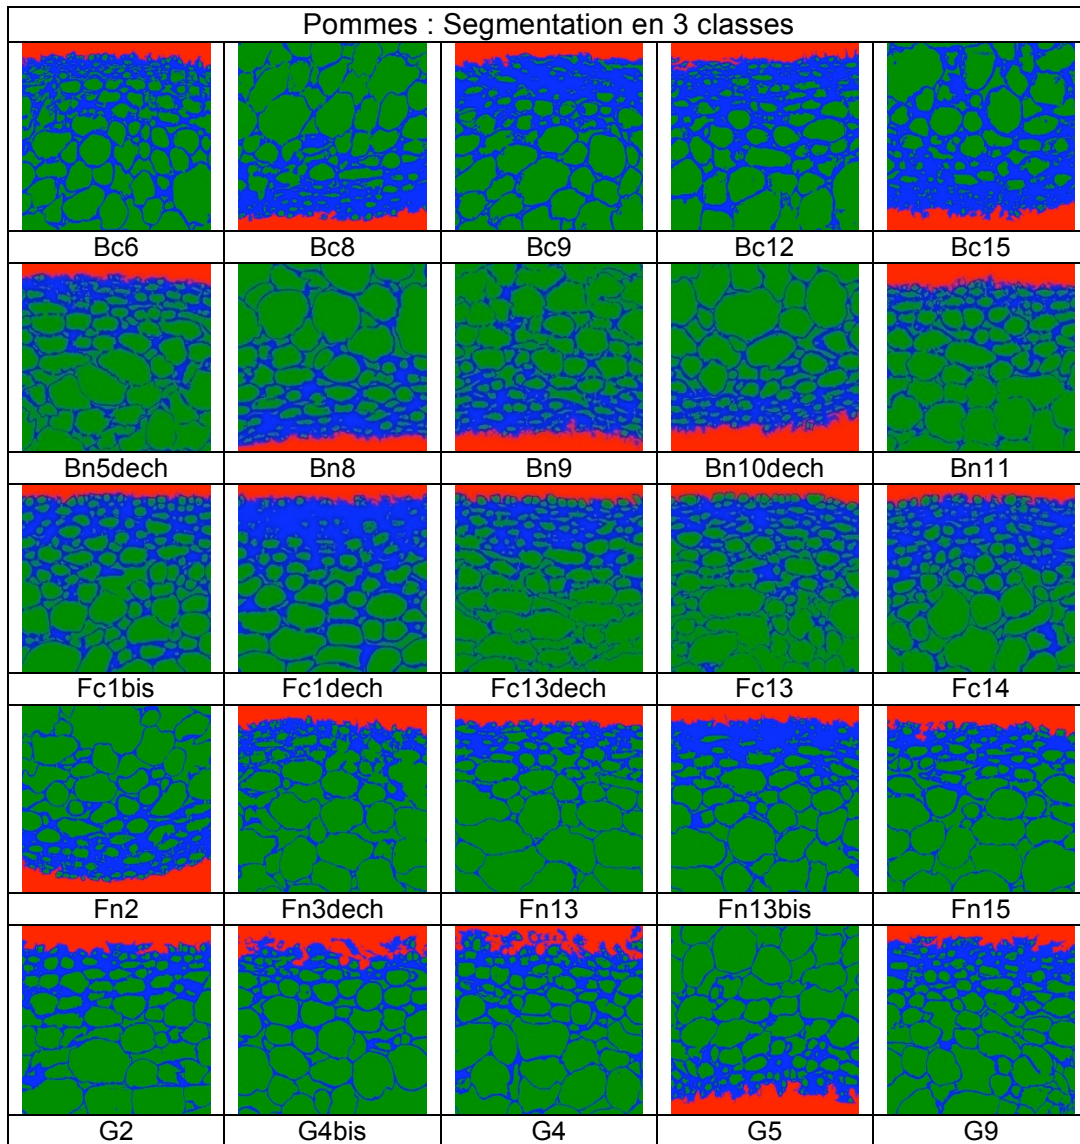 Pommes : Segmentation en 3 classes
Bc6 Bc8 Bc9 Bc12 Bc15
Bn5dech Bn8 Bn9 Bn10dech Bn11
Fc1bis Fc1dech Fc13dech Fc13 Fc14
Fn2 Fn3dech Fn13 Fn13bis Fn15
G2 G4bis G4 G5 G9